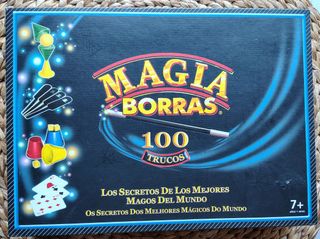 MAGIA
BORRAS®
100
TRUCOS
LOS SECRETOS DE LOS MEJORES
MAGOS DEL MUNDO
OS SECRETOS DOS MELHORES MÁGICOS DO MUNDO
7+